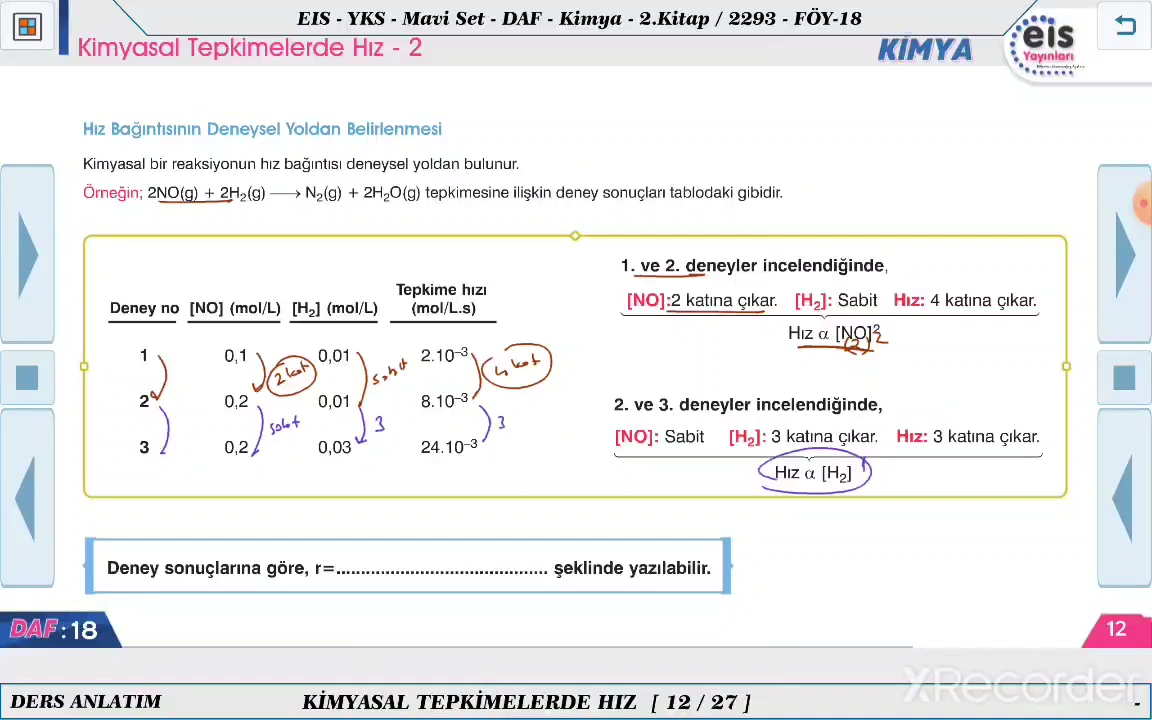 EIS - YKS - Mavi Set - DAF - Kimya - 2.Kitap / 2293 - FÖY-18
Kimyasal Tepkimelerde Hız - 2
KİMYA
eis
Yayınları
Hız Bağıntısının Deneysel Yoldan Belirlenmesi
Kimyasal bir reaksiyonun hız bağıntısı deneysel yoldan bulunur.
Örneğin; 2NO(g) + 2H₂(g) ⟶ N₂(g) + 2H₂O(g) tepkimesine ilişkin deney sonuçları tablodaki gibidir.
Deney no [NO] (mol/L) [H₂] (mol/L) Tepkime hızı (mol/L.s)
1 0,1 0,01 2.10⁻³
2 kat sabit 4 kat
2 0,2 0,01 8.10⁻³
sabit 3 3
3 0,2 0,03 24.10⁻³
1. ve 2. deneyler incelendiğinde,
[NO]:2 katına çıkar. [H₂]: Sabit Hız: 4 katına çıkar.
Hız α [NO]² 2
(2)
2. ve 3. deneyler incelendiğinde,
[NO]: Sabit [H₂]: 3 katına çıkar. Hız: 3 katına çıkar.
Hız α [H₂]
Deney sonuçlarına göre, r=........................................... şeklinde yazılabilir.
DAF : 18
12
XRecorder
DERS ANLATIM KİMYASAL TEPKİMELERDE HIZ [ 12 / 27 ] -